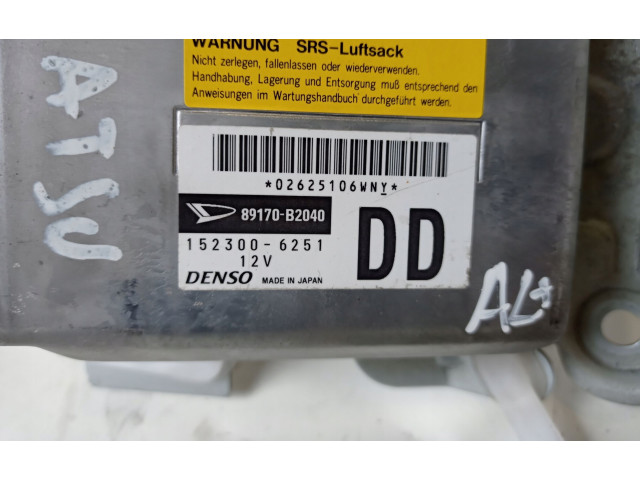 WARNUNG SRS-Luftsack
Nicht zerlegen, fallenlassen oder wiederverwenden.
Handhabung, Lagerung und Entsorgung muß entsprechend den
Anweisungen im Wartungshandbuch durchgeführt werden.
*02625106WNY*
89170-B2040
152300-6251
12V
DENSO MADE IN JAPAN
DD
AL+